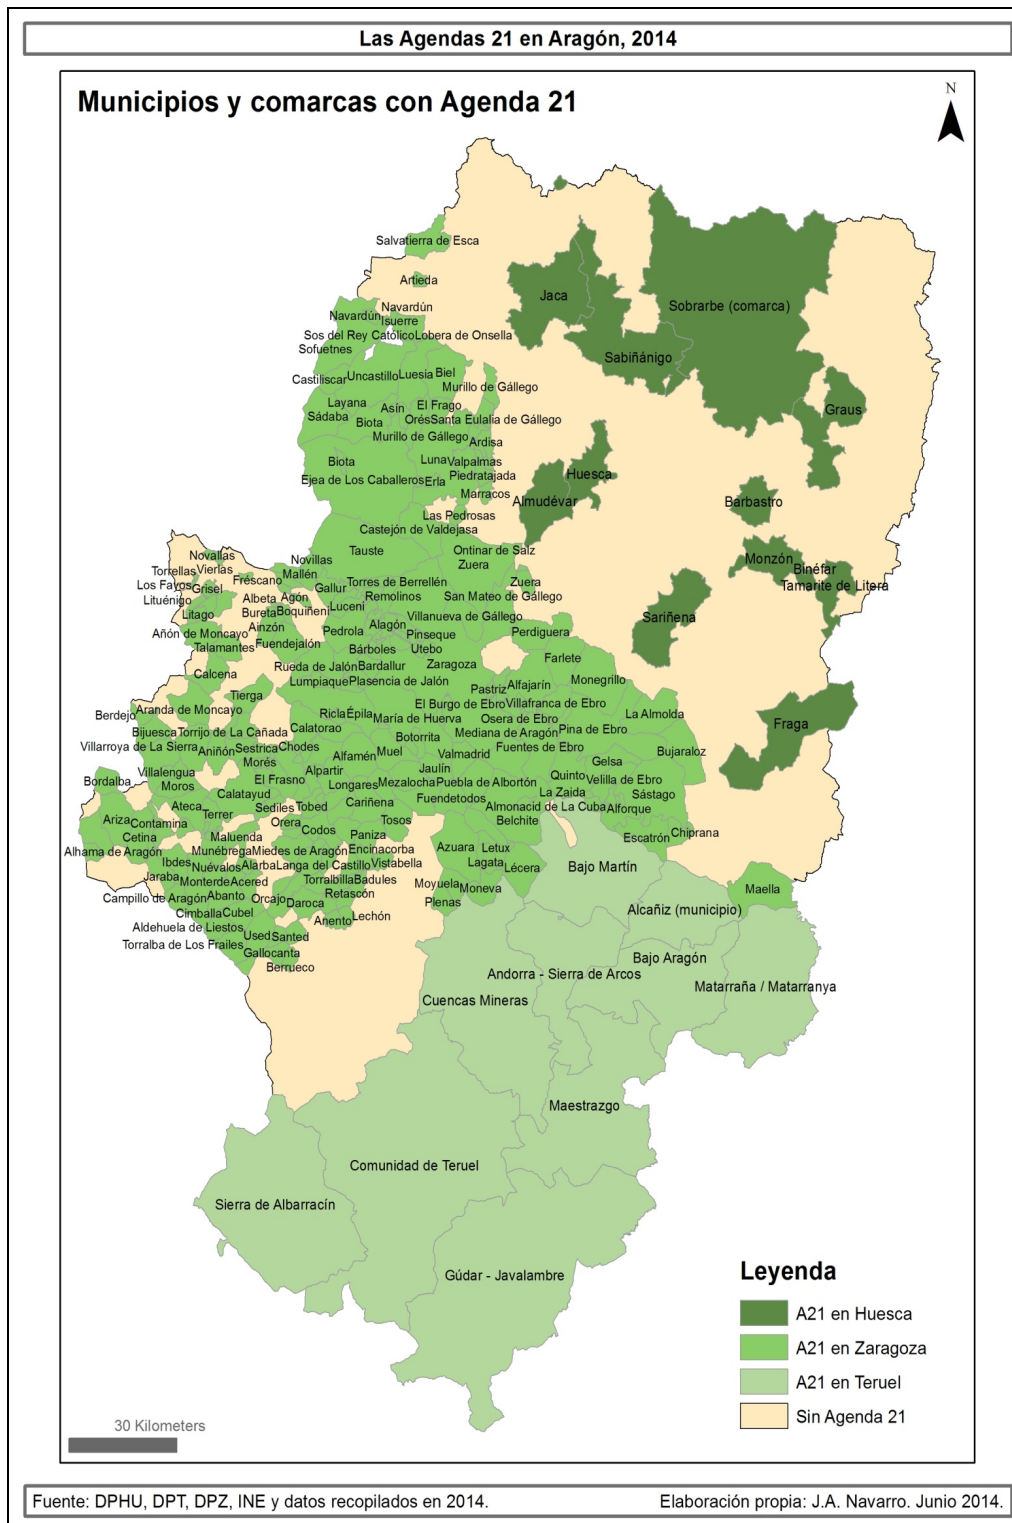 Las Agendas 21 en Aragón, 2014
Municipios y comarcas con Agenda 21
N
Salvatierra de Esca
Artieda
Jaca
Sobrarbe (comarca)
Navardún
Navardún
Isuerre
Sos del Rey Católico
Lobera de Onsella
Sofuetnes
Sabiñánigo
Castiliscar
Uncastillo
Luesia
Biel
Murillo de Gállego
Layana
Asín
El Frago
Graus
Sádaba
Biota
Orés
Santa Eulalia de Gállego
Murillo de Gállego
Ardisa
Biota
Luna
Valpalmas
Ejea de Los Caballeros
Erla
Piedratajada
Huesca
Marracos
Almudévar
Barbastro
Las Pedrosas
Castejón de Valdejasa
Tauste
Ontinar de Salz
Zuera
Monzón
Novallas
Novillas
Binéfar
Torrellas
Vierlas
Mallén
Fréscano
Zuera
Tamarite de Litera
Los Fayos
Grisel
Gallur
Torres de Berrellén
Lituénigo
Albeta
Agón
Remolinos
San Mateo de Gállego
Litago
Bureta
Boquiñeni
Luceni
Villanueva de Gállego
Sariñena
Añón de Moncayo
Ainzón
Pedrola
Alagón
Pinseque
Perdiguera
Talamantes
Fuendejalón
Bárboles
Utebo
Farlete
Calcena
Rueda de Jalón
Bardallur
Zaragoza
Lumpiaque
Plasencia de Jalón
Monegrillo
Tierga
Pastriz
Alfajarín
Berdejo
Aranda de Moncayo
Ricla
Épila
El Burgo de Ebro
Villafranca de Ebro
La Almolda
María de Huerva
Osera de Ebro
Fraga
Bijuesca
Torrijo de La Cañada
Calatorao
Botorrita
Mediana de Aragón
Pina de Ebro
Villarroya de La Sierra
Aniñón
Sestrica
Chodes
Alfamén
Muel
Valmadrid
Fuentes de Ebro
Bujaraloz
Morés
Gelsa
Bordalba
Villalengua
Alpartir
Jaulín
Quinto
Moros
El Frasno
Longares
Mezalocha
Puebla de Albortón
Velilla de Ebro
Calatayud
La Zaida
Sástago
Ateca
Sediles
Tobed
Cariñena
Fuendetodos
Almonacid de La Cuba
Alforque
Ariza
Contamina
Terrer
Orera
Tosos
Belchite
Cetina
Maluenda
Codos
Paniza
Escatrón
Chiprana
Alhama de Aragón
Munébrega
Miedes de Aragón
Encinacorba
Azuara
Letux
Ibdes
Nuévalos
Alarba
Langa del Castillo
Vistabella
Lagata
Lécera
Bajo Martín
Jaraba
Monterde
Acered
Torralbilla
Badules
Moyuela
Moneva
Maella
Campillo de Aragón
Abanto
Orcajo
Daroca
Retascón
Plenas
Cimballa
Cubel
Anento
Lechón
Alcañiz (municipio)
Aldehuela de Liestos
Used
Santed
Torralba de Los Frailes
Gallocanta
Bajo Aragón
Berrueco
Andorra - Sierra de Arcos
Matarraña / Matarranya
Cuencas Mineras
Maestrazgo
Comunidad de Teruel
Sierra de Albarracín
Gúdar - Javalambre
Leyenda
A21 en Huesca
A21 en Zaragoza
A21 en Teruel
Sin Agenda 21
30 Kilometers
Fuente: DPHU, DPT, DPZ, INE y datos recopilados en 2014.
Elaboración propia: J.A. Navarro. Junio 2014.